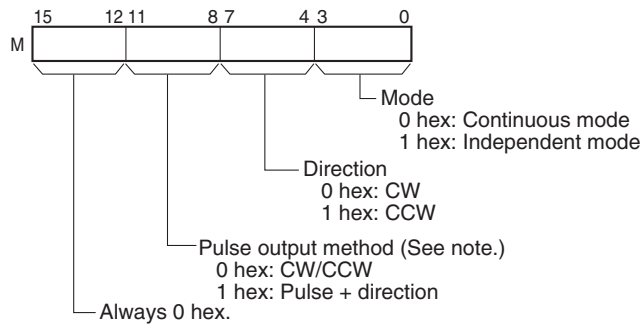 15 12 11 8 7 4 3 0
M
Mode
0 hex: Continuous mode
1 hex: Independent mode
Direction
0 hex: CW
1 hex: CCW
Pulse output method (See note.)
0 hex: CW/CCW
1 hex: Pulse + direction
Always 0 hex.